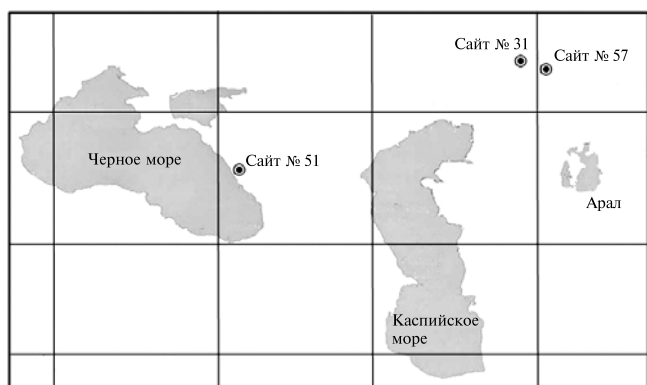 Сайт № 31
Сайт № 57
Черное море
Сайт № 51
Арал
Каспийское
море